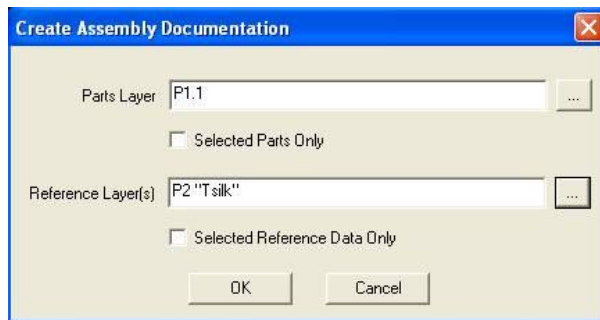 Create Assembly Documentation
Parts Layer P1.1 ...
Selected Parts Only
Reference Layer(s) P2 "Tsilk" ...
Selected Reference Data Only
OK Cancel